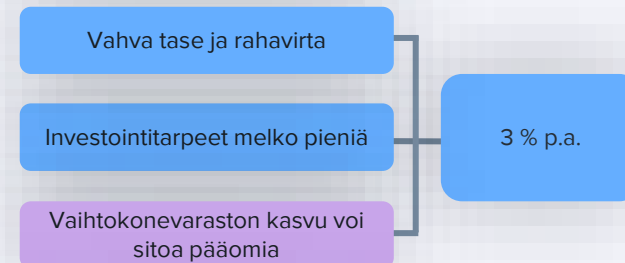 Vahva tase ja rahavirta
Investointitarpeet melko pieniä
3 % p.a.
Vaihtokonevaraston kasvu voi
sitoa pääomia